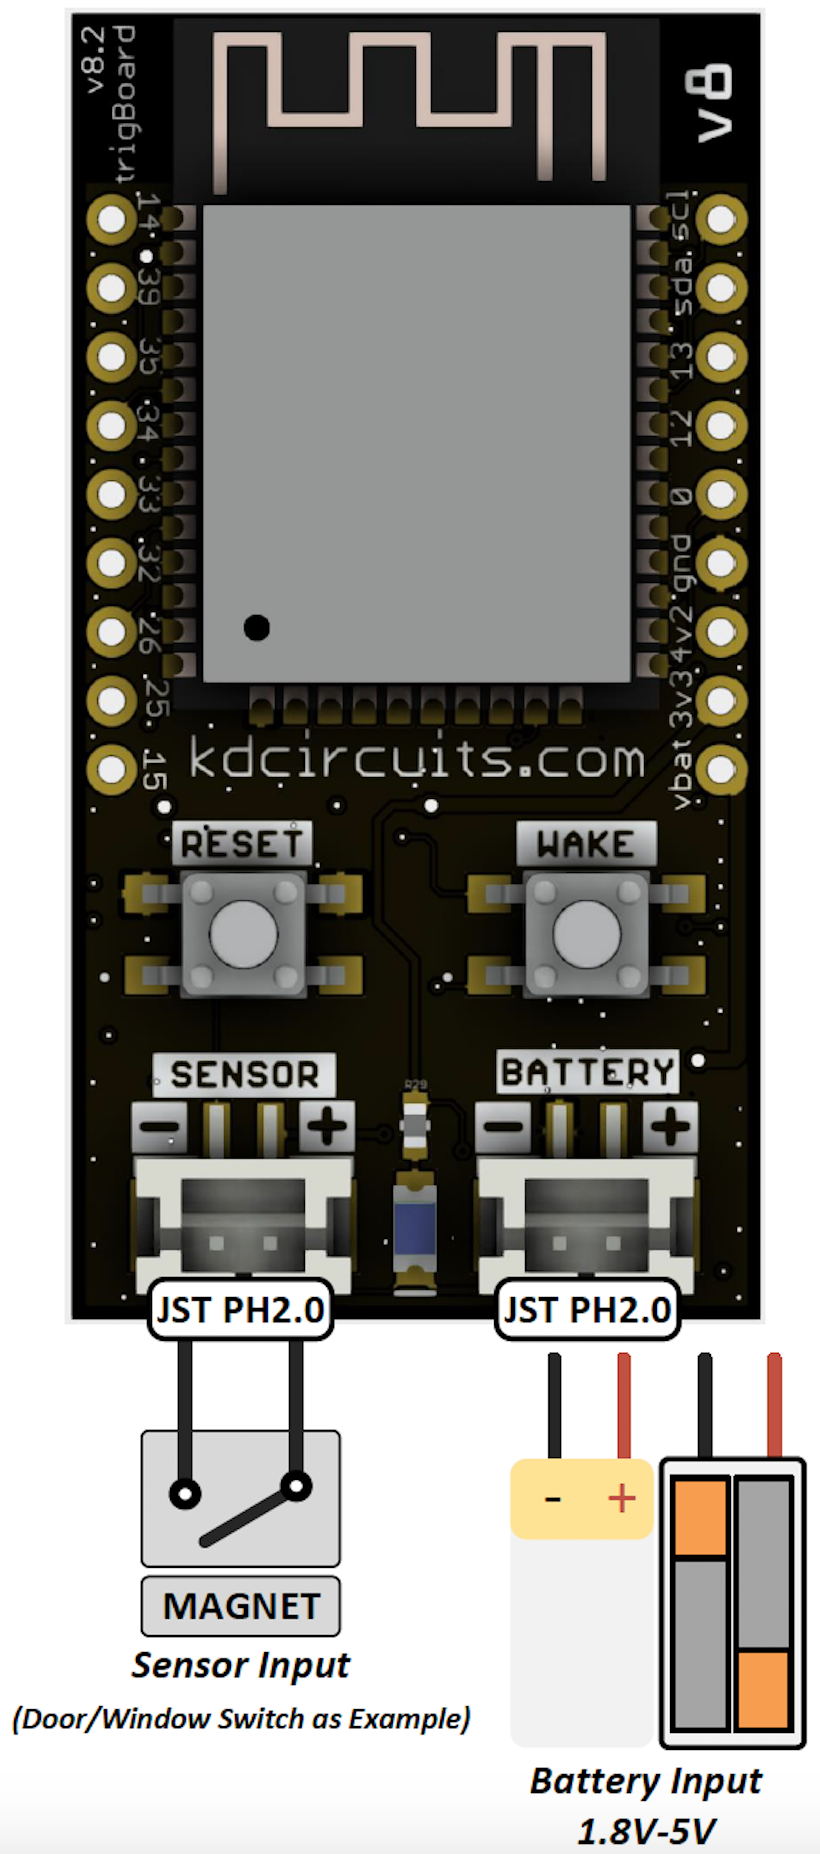 v8.2
trigBoard
v8
14
39
35
34
33
32
26
25
15
scl
sda
13
12
0
gnd
4v2
3v3
vbat
kdcircuits.com
RESET
WAKE
SENSOR
R29
BATTERY
- +
- +
JST PH2.0
JST PH2.0
- +
MAGNET
Sensor Input
(Door/Window Switch as Example)
Battery Input
1.8V-5V